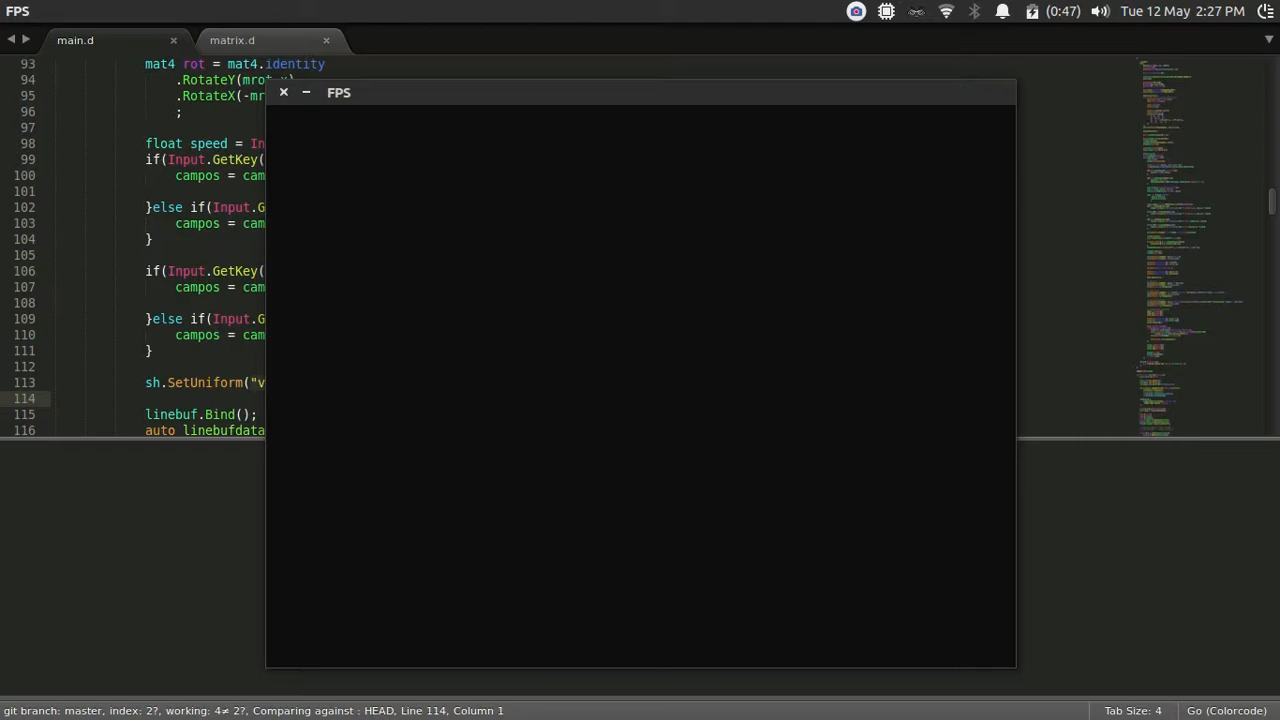 FPS
(0:47) Tue 12 May 2:27 PM
main.d × matrix.d ×
93 mat4 rot = mat4.identity
94 .RotateY(mrot.x)
95 .RotateX(-mr
96 ;
97
98 float speed = In
99 if(Input.GetKey(
100 campos = cam
101
102 }else if(Input.G
103 campos = cam
104 }
105
106 if(Input.GetKey(
107 campos = cam
108
109 }else if(Input.G
110 campos = cam
111 }
112
113 sh.SetUniform("v
114
115 linebuf.Bind();
116 auto linebufdata
× – FPS
git branch: master, index: 2?, working: 4≠ 2?, Comparing against : HEAD, Line 114, Column 1
Tab Size: 4 Go (Colorcode)